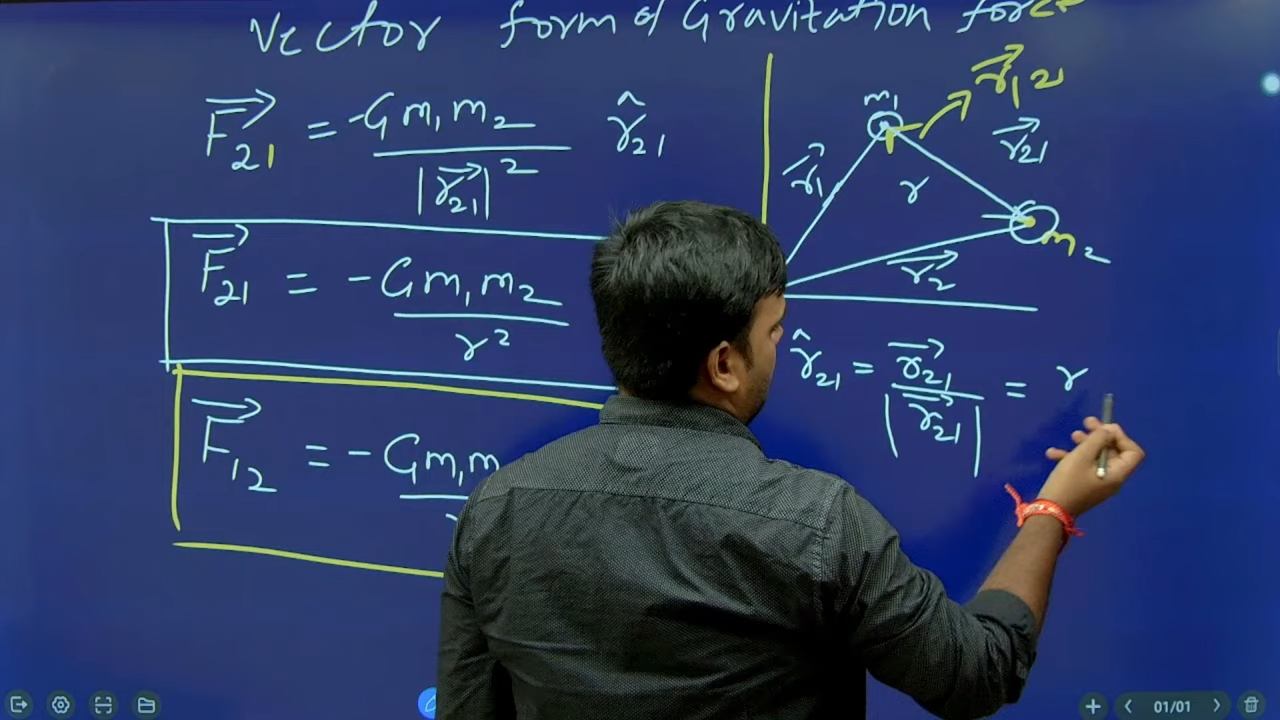 Vector form of Gravitation force
F⃗₂₁ = -Gm₁m₂ / |r⃗₂₁|² r̂₂₁
F⃗₂₁ = -Gm₁m₂ / r²
F⃗₁₂ = -Gm₁m
m₁
r⃗₁₂
r⃗₂₁
r⃗₁
r
m₂
r⃗₂
r̂₂₁ = r⃗₂₁ / |r⃗₂₁| = r
01/01